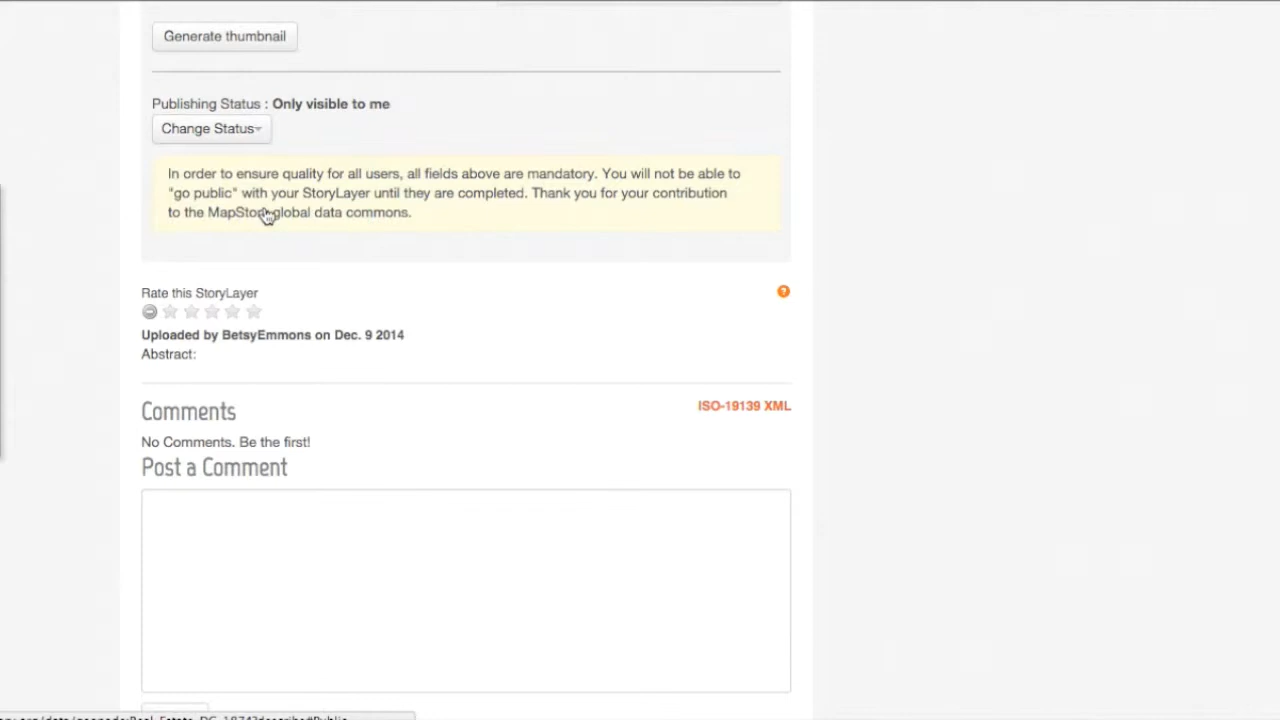 Generate thumbnail
Publishing Status : Only visible to me
Change Status
In order to ensure quality for all users, all fields above are mandatory. You will not be able to
"go public" with your StoryLayer until they are completed. Thank you for your contribution
to the MapStory global data commons.
Rate this StoryLayer
?
Uploaded by BetsyEmmons on Dec. 9 2014
Abstract:
Comments
ISO-19139 XML
No Comments. Be the first!
Post a Comment